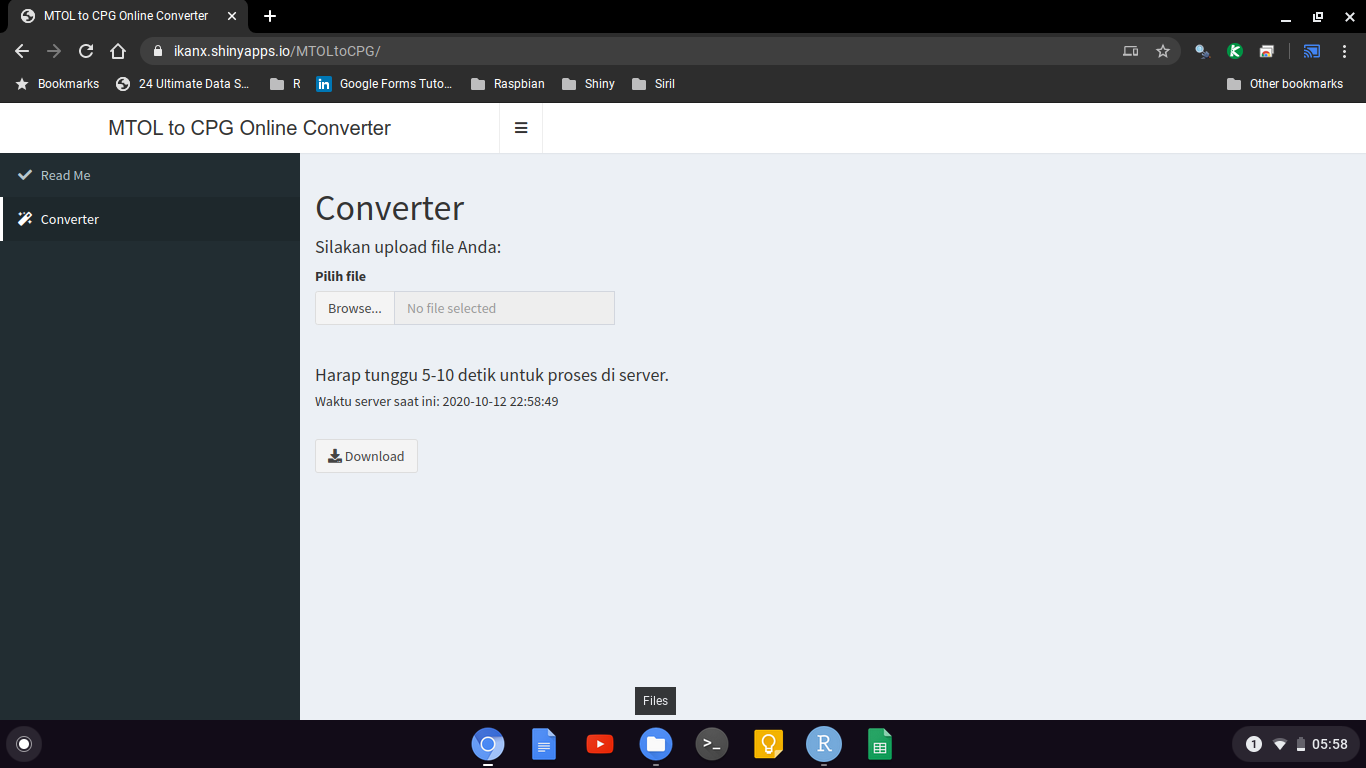 MTOL to CPG Online Converter
ikanx.shinyapps.io/MTOLtoCPG/
Bookmarks
24 Ultimate Data S...
R
in
Google Forms Tuto...
Raspbian
Shiny
Siril
Other bookmarks
MTOL to CPG Online Converter
Read Me
Converter
Converter
Silakan upload file Anda:
Pilih file
Browse...
No file selected
Harap tunggu 5-10 detik untuk proses di server.
Waktu server saat ini: 2020-10-12 22:58:49
Download
Files
>_
R
1
05:58